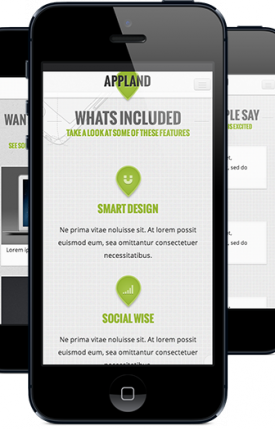 APPLAND
WHATS INCLUDED
TAKE A LOOK AT SOME OF THESE FEATURES
SMART DESIGN
Ne prima vitae noluisse sit. At lorem possit
euismod eum, sea omittantur consectetuer
necessitatibus.
SOCIAL WISE
Ne prima vitae noluisse sit. At lorem possit
euismod eum, sea omittantur consectetuer
WAN
SEE SO
Lorem ip
PLE SAY
EXCITED
et,
, sed do
et,
sed do